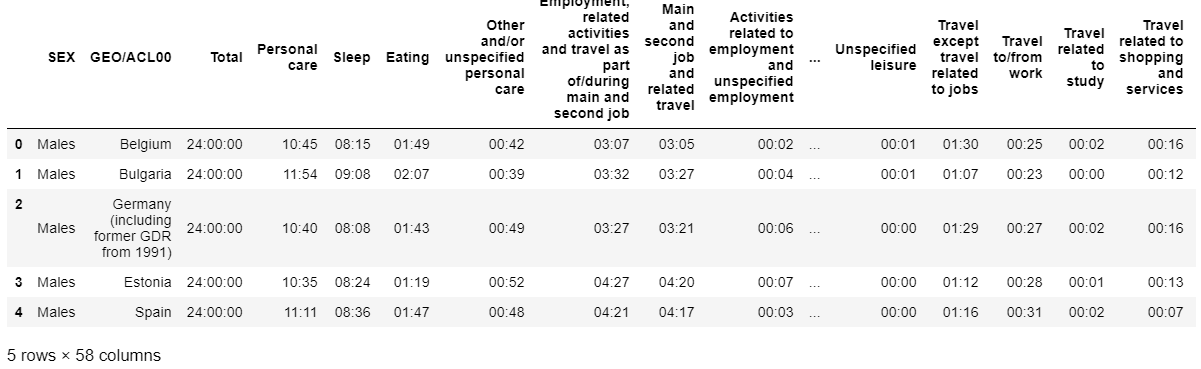 SEX GEO/ACL00 Total Personal care Sleep Eating Other and/or unspecified personal care Employment, related activities and travel as part of/during main and second job Main and second job and related travel Activities related to employment and unspecified employment ... Unspecified leisure Travel except travel related to jobs Travel to/from work Travel related to study Travel related to shopping and services
0 Males Belgium 24:00:00 10:45 08:15 01:49 00:42 03:07 03:05 00:02 ... 00:01 01:30 00:25 00:02 00:16
1 Males Bulgaria 24:00:00 11:54 09:08 02:07 00:39 03:32 03:27 00:04 ... 00:01 01:07 00:23 00:00 00:12
2 Males Germany (including former GDR from 1991) 24:00:00 10:40 08:08 01:43 00:49 03:27 03:21 00:06 ... 00:00 01:29 00:27 00:02 00:16
3 Males Estonia 24:00:00 10:35 08:24 01:19 00:52 04:27 04:20 00:07 ... 00:00 01:12 00:28 00:01 00:13
4 Males Spain 24:00:00 11:11 08:36 01:47 00:48 04:21 04:17 00:03 ... 00:00 01:16 00:31 00:02 00:07
5 rows × 58 columns